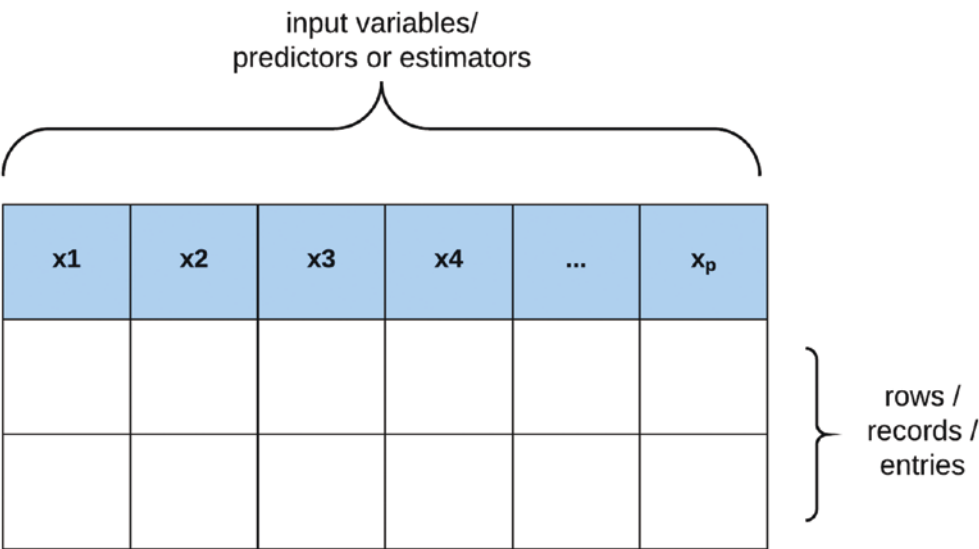 input variables/
predictors or estimators
x1 x2 x3 x4 ... xₚ
rows /
records /
entries